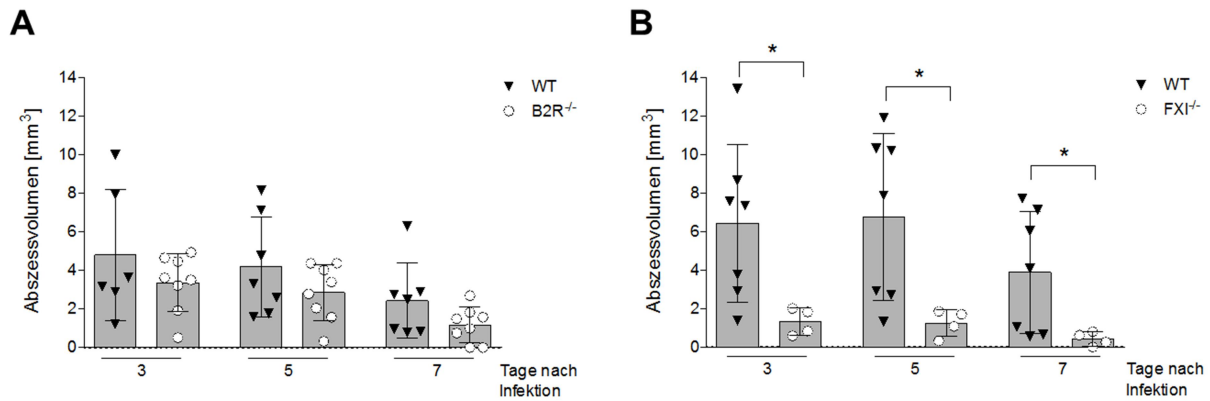 A
Abszessvolumen [mm³]
14
12
10
8
6
4
2
0
WT
B2R⁻/⁻
3
5
7
Tage nach
Infektion
B
Abszessvolumen [mm³]
14
12
10
8
6
4
2
0
*
*
*
WT
FXI⁻/⁻
3
5
7
Tage nach
Infektion